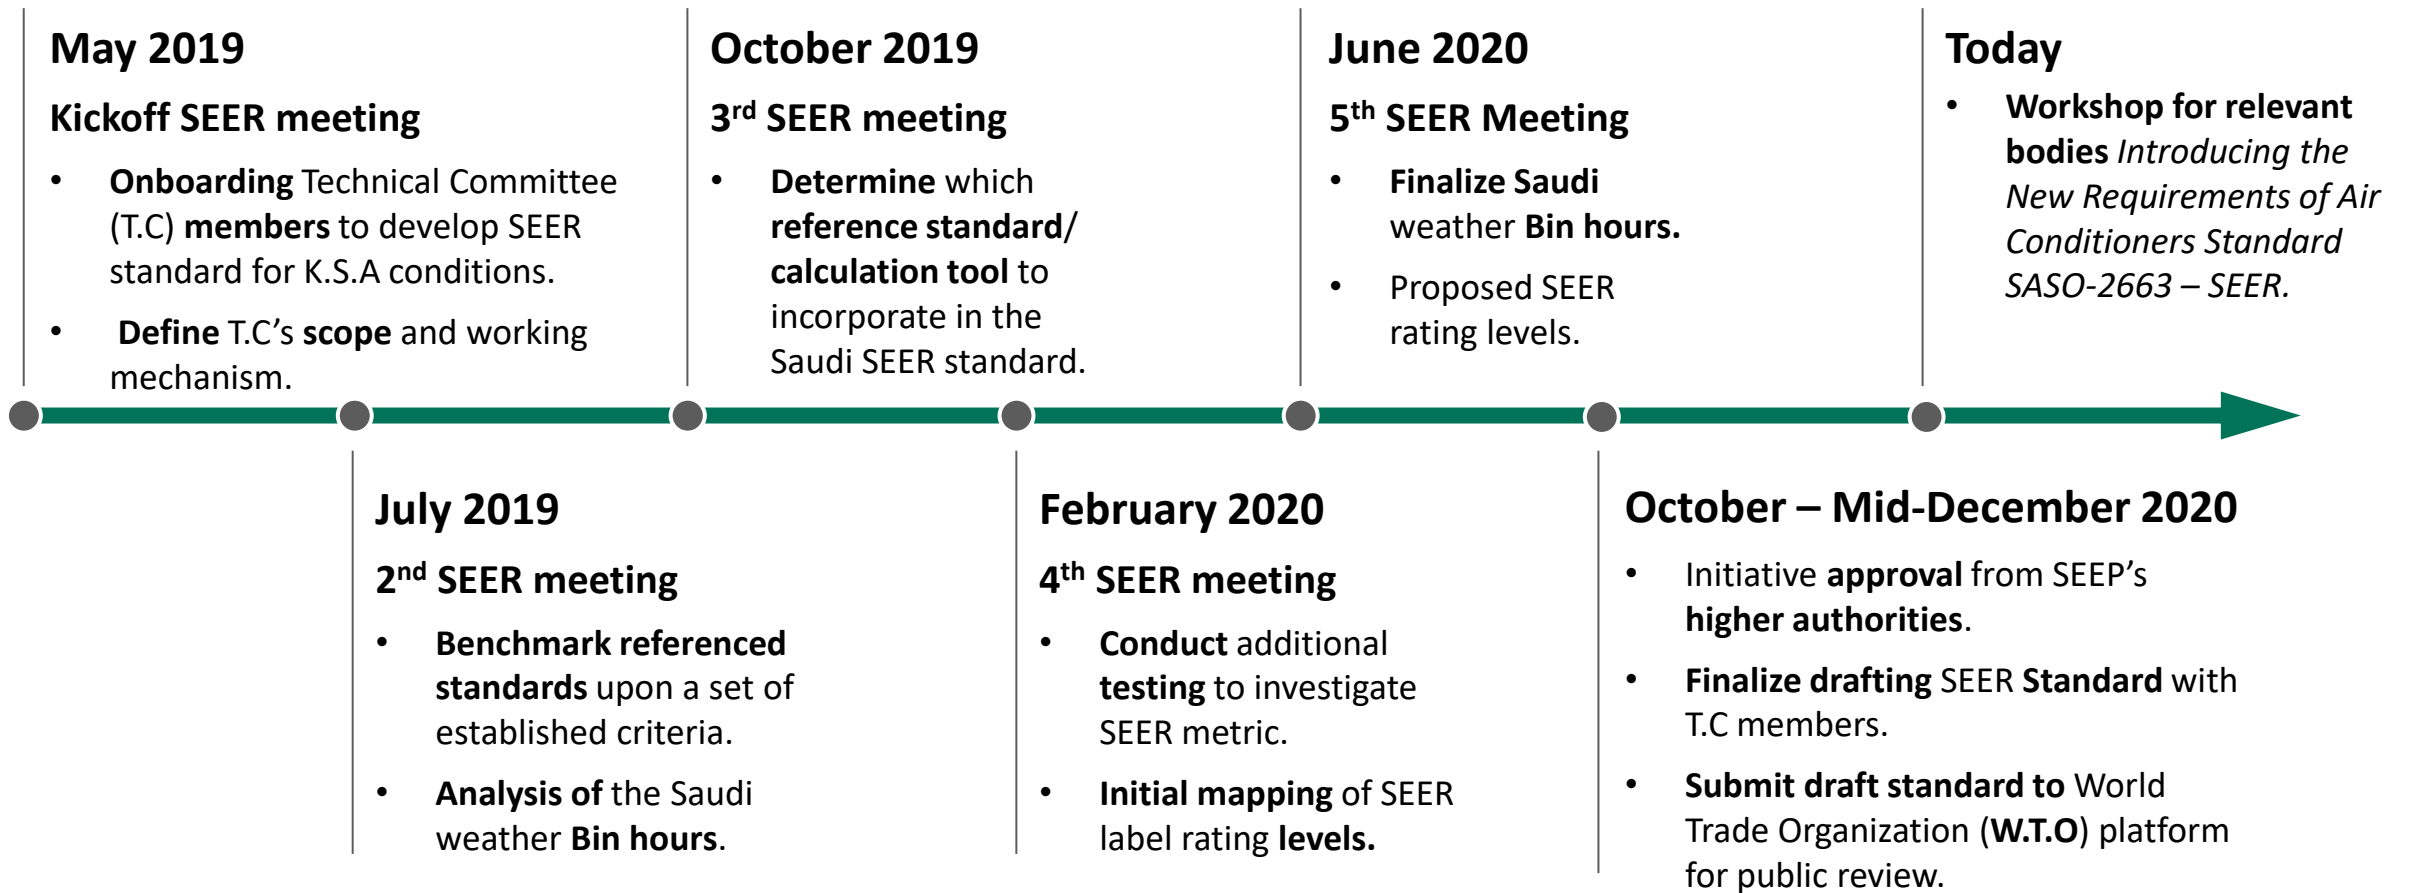 May 2019
Kickoff SEER meeting
• Onboarding Technical Committee
(T.C) members to develop SEER
standard for K.S.A conditions.
• Define T.C’s scope and working
mechanism.
July 2019
2nd SEER meeting
• Benchmark referenced
standards upon a set of
established criteria.
• Analysis of the Saudi
weather Bin hours.
October 2019
3rd SEER meeting
• Determine which
reference standard/
calculation tool to
incorporate in the
Saudi SEER standard.
February 2020
4th SEER meeting
• Conduct additional
testing to investigate
SEER metric.
• Initial mapping of SEER
label rating levels.
June 2020
5th SEER Meeting
• Finalize Saudi
weather Bin hours.
• Proposed SEER
rating levels.
October – Mid-December 2020
• Initiative approval from SEEP’s
higher authorities.
• Finalize drafting SEER Standard with
T.C members.
• Submit draft standard to World
Trade Organization (W.T.O) platform
for public review.
Today
• Workshop for relevant
bodies Introducing the
New Requirements of Air
Conditioners Standard
SASO-2663 – SEER.